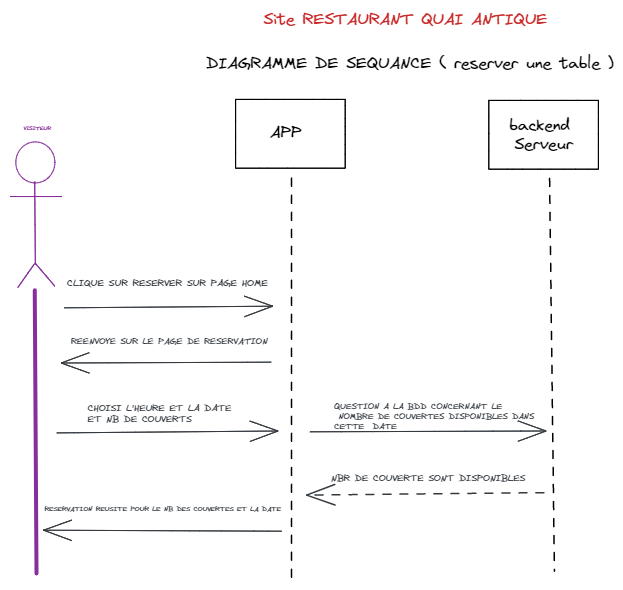 Site RESTAURANT QUAI ANTIQUE
DIAGRAMME DE SEQUANCE ( reserver une table )
VISITEUR
APP
backend
Serveur
CLIQUE SUR RESERVER SUR PAGE HOME
REENVOYE SUR LE PAGE DE RESERVATION
CHOISI L'HEURE ET LA DATE
ET NB DE COUVERTS
QUESTION A LA BDD CONCERNANT LE
NOMBRE DE COUVERTES DISPONIBLES DANS
CETTE DATE
NBR DE COUVERTE SONT DISPONIBLES
RESERVATION REUSITE POUR LE NB DES COUVERTES ET LA DATE